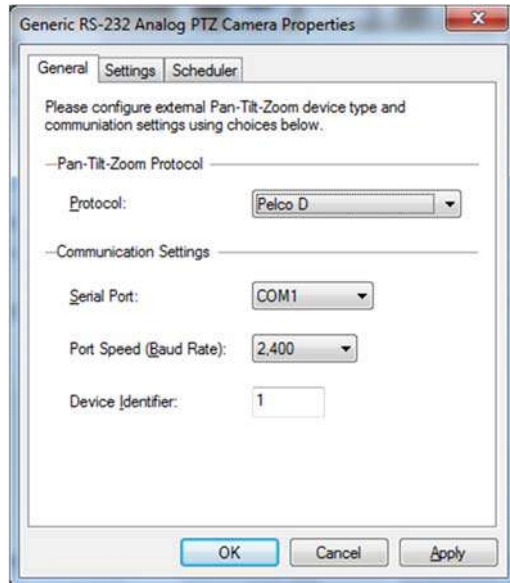 Generic RS-232 Analog PTZ Camera Properties
General Settings Scheduler
Please configure external Pan-Tilt-Zoom device type and
communiation settings using choices below.
Pan-Tilt-Zoom Protocol
Protocol: Pelco D
Communication Settings
Serial Port: COM1
Port Speed (Baud Rate): 2,400
Device Identifier: 1
OK Cancel Apply